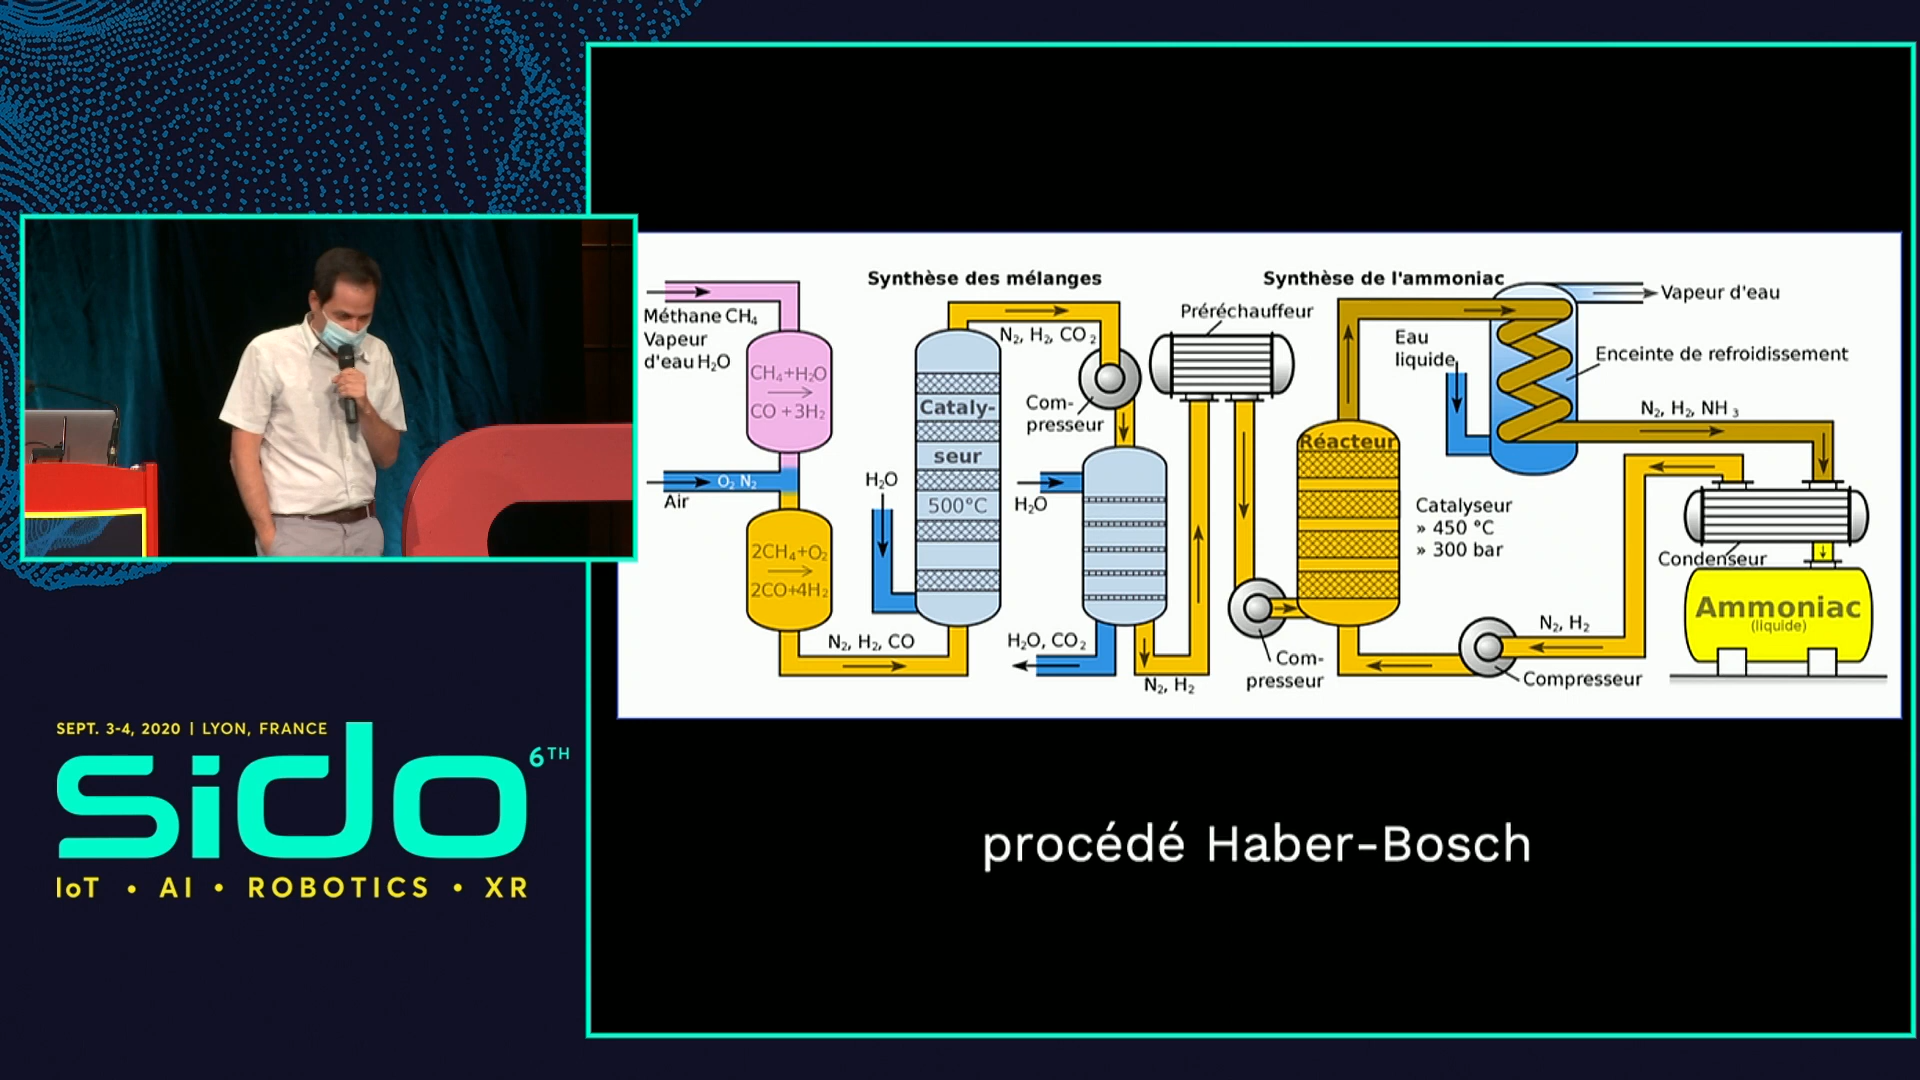 SEPT. 3-4, 2020 | LYON, FRANCE
sido 6TH
IoT • AI • ROBOTICS • XR
Synthèse des mélanges
Synthèse de l'ammoniac
Méthane CH₄
Vapeur
d'eau H₂O
CH₄+H₂O
CO +3H₂
O₂ N₂
Air
2CH₄+O₂
2CO+4H₂
N₂, H₂, CO
H₂O
Cataly-
seur
500°C
N₂, H₂, CO₂
Com-
presseur
H₂O
H₂O, CO₂
N₂, H₂
Préréchauffeur
Com-
presseur
Réacteur
Catalyseur
» 450 °C
» 300 bar
Eau
liquide
Vapeur d'eau
Enceinte de refroidissement
N₂, H₂, NH₃
Condenseur
Ammoniac
(liquide)
N₂, H₂
Compresseur
procédé Haber-Bosch